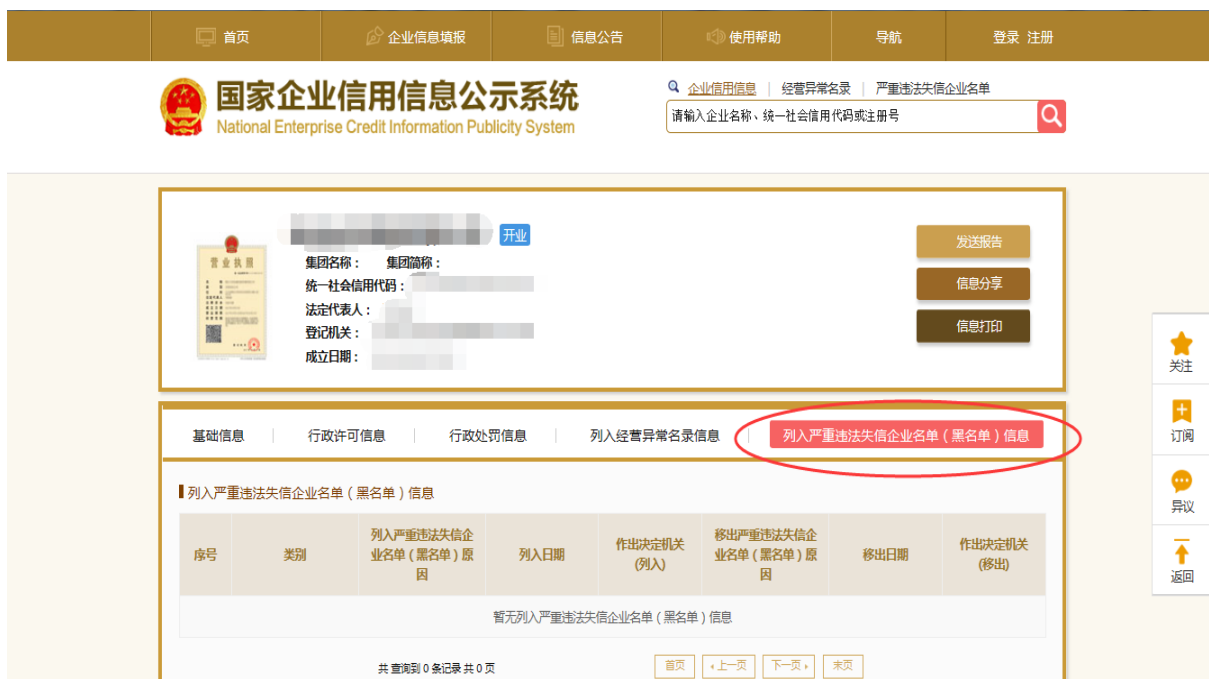 首页 企业信息填报 信息公告 使用帮助 导航 登录 注册
国家企业信用信息公示系统
National Enterprise Credit Information Publicity System
企业信用信息 | 经营异常名录 | 严重违法失信企业名单
请输入企业名称、统一社会信用代码或注册号
开业
集团名称： 集团简称：
统一社会信用代码：
法定代表人：
登记机关：
成立日期：
营业执照
发送报告
信息分享
信息打印
关注
订阅
异议
返回
基础信息 | 行政许可信息 | 行政处罚信息 | 列入经营异常名录信息 | 列入严重违法失信企业名单（黑名单）信息
列入严重违法失信企业名单（黑名单）信息
序号 类别 列入严重违法失信企业名单（黑名单）原因 列入日期 作出决定机关(列入) 移出严重违法失信企业名单（黑名单）原因 移出日期 作出决定机关(移出)
暂无列入严重违法失信企业名单（黑名单）信息
共 查询到 0 条记录 共 0 页 首页 上一页 下一页 末页